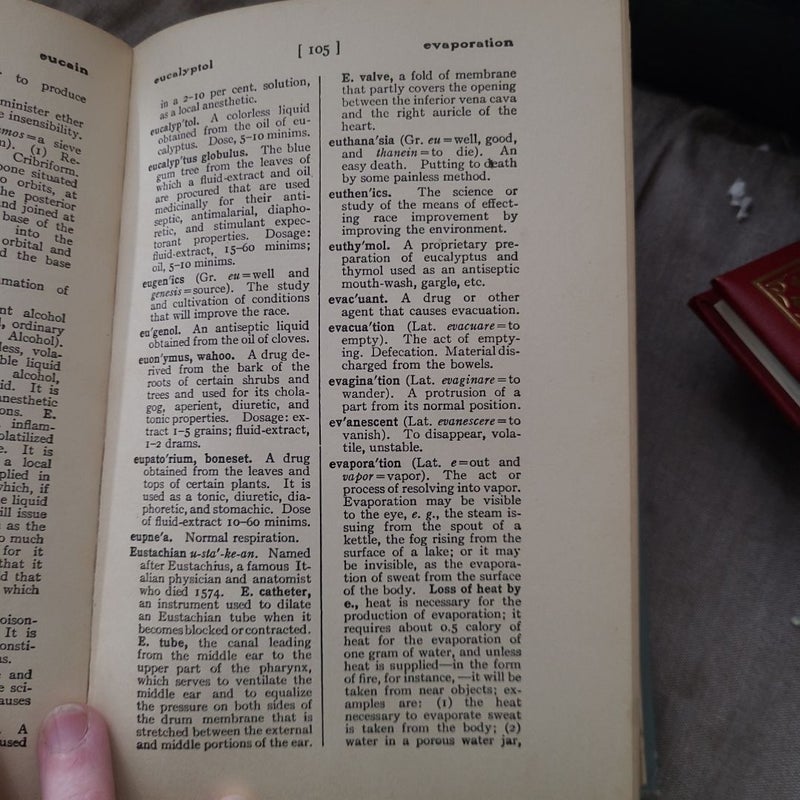 eucain
to produce
minister ether
e insensibility.
mos=a sieve
n). (1) Re-
Cribriform.
bone situated
o orbits, at
he posterior
nd joined at
base of the
into the
orbital and
d the base
mation of
nt alcohol
l, ordinary
Alcohol).
less, vola-
ble liquid
alcohol,
id. It is
anesthetic
ons. E.
inflam-
olatilized
e. It is
a local
plied in
which, if
e liquid
ill issue
as the
o much
for it
that it
d that
which
oison-
It is
onsti-
s.
and
sci-
auses
A
used
eucalyptol
[ 105 ]
evaporation
in a 2-10 per cent. solution,
as a local anesthetic.
eucalyp'tol. A colorless liquid
obtained from the oil of eu-
calyptus. Dose, 5-10 minims.
eucalyp'tus globulus. The blue
gum tree from the leaves of
which a fluid-extract and oil
are procured that are used
medicinally for their anti-
septic, antimalarial, diapho-
retic, and stimulant expec-
torant properties. Dosage:
fluid-extract, 15-60 minims;
oil, 5-10 minims.
eugen'ics (Gr. eu=well and
genesis=source). The study
and cultivation of conditions
that will improve the race.
eu'genol. An antiseptic liquid
obtained from the oil of cloves.
euon'ymus, wahoo. A drug de-
rived from the bark of the
roots of certain shrubs and
trees and used for its chola-
gog, aperient, diuretic, and
tonic properties. Dosage: ex-
tract 1-5 grains; fluid-extract,
1-2 drams.
eupato'rium, boneset. A drug
obtained from the leaves and
tops of certain plants. It is
used as a tonic, diuretic, dia-
phoretic, and stomachic. Dose
of fluid-extract 10-60 minims.
eupne'a. Normal respiration.
Eustachian u-sta'-ke-an. Named
after Eustachius, a famous It-
alian physician and anatomist
who died 1574. E. catheter,
an instrument used to dilate
an Eustachian tube when it
becomes blocked or contracted.
E. tube, the canal leading
from the middle ear to the
upper part of the pharynx,
which serves to ventilate the
middle ear and to equalize
the pressure on both sides of
the drum membrane that is
stretched between the external
and middle portions of the ear.
E. valve, a fold of membrane
that partly covers the opening
between the inferior vena cava
and the right auricle of the
heart.
euthana'sia (Gr. eu=well, good,
and thanein=to die). An
easy death. Putting to death
by some painless method.
euthen'ics. The science or
study of the means of effect-
ing race improvement by
improving the environment.
euthy'mol. A proprietary pre-
paration of eucalyptus and
thymol used as an antiseptic
mouth-wash, gargle, etc.
evac'uant. A drug or other
agent that causes evacuation.
evacua'tion (Lat. evacuare=to
empty). The act of empty-
ing. Defecation. Material dis-
charged from the bowels.
evagina'tion (Lat. evaginare=to
wander). A protrusion of a
part from its normal position.
ev'anescent (Lat. evanescere=to
vanish). To disappear, vola-
tile, unstable.
evapora'tion (Lat. e=out and
vapor=vapor). The act or
process of resolving into vapor.
Evaporation may be visible
to the eye, e. g., the steam is-
suing from the spout of a
kettle, the fog rising from the
surface of a lake; or it may
be invisible, as the evapora-
tion of sweat from the surface
of the body. Loss of heat by
e., heat is necessary for the
production of evaporation; it
requires about 0.5 calory of
heat for the evaporation of
one gram of water, and unless
heat is supplied—in the form
of fire, for instance,—it will be
taken from near objects; ex-
amples are: (1) the heat
necessary to evaporate sweat
is taken from the body; (2)
water in a porous water jar,